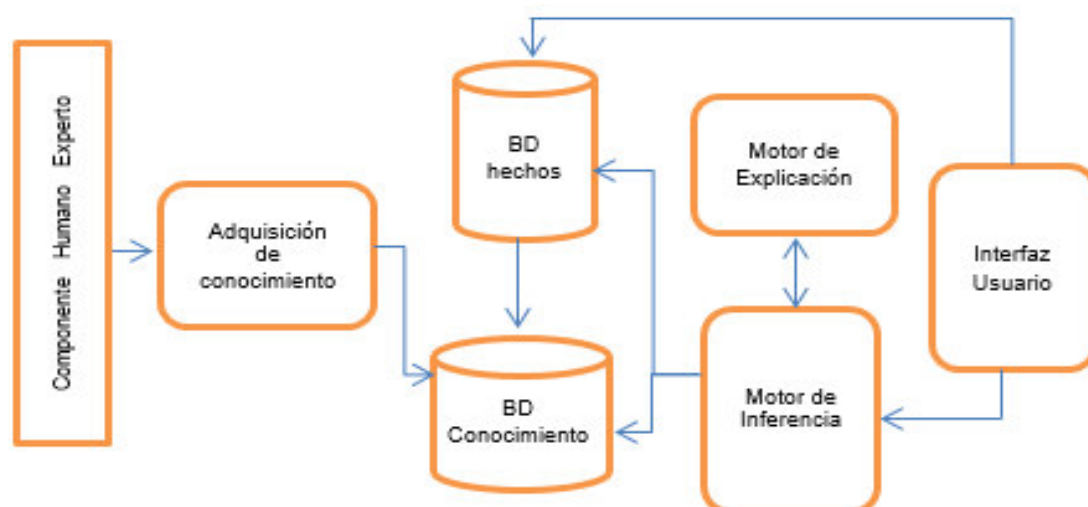 Componente Humano Experto
Adquisición
de
conocimiento
BD
hechos
BD
Conocimiento
Motor de
Explicación
Motor de
Inferencia
Interfaz
Usuario